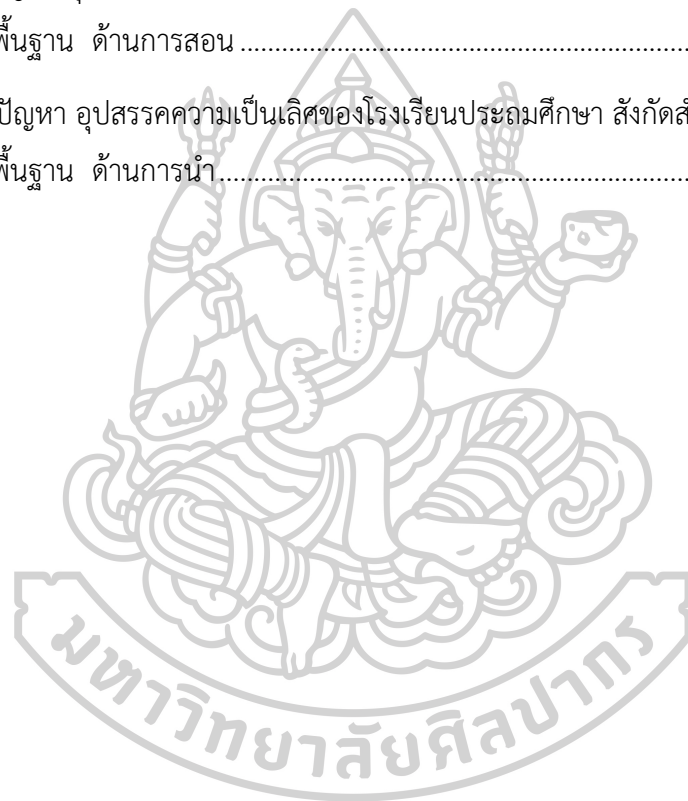 พื้นฐาน ด้านการสอน
ปัญหา อุปสรรคความเป็นเลิศของโรงเรียนประถมศึกษา สังกัดสำ
พื้นฐาน ด้านการนำ
มหาวิทยาลัยศิลปากร